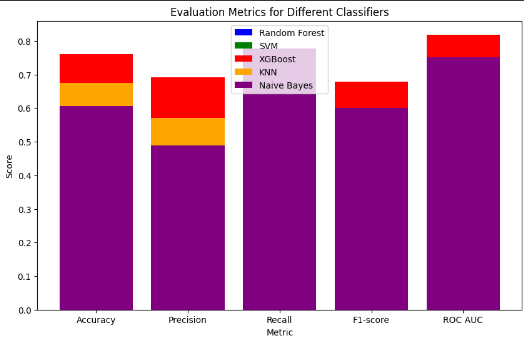 Evaluation Metrics for Different Classifiers
Random Forest
SVM
XGBoost
KNN
Naive Bayes
Score
0.8
0.7
0.6
0.5
0.4
0.3
0.2
0.1
0.0
Accuracy
Precision
Recall
F1-score
ROC AUC
Metric